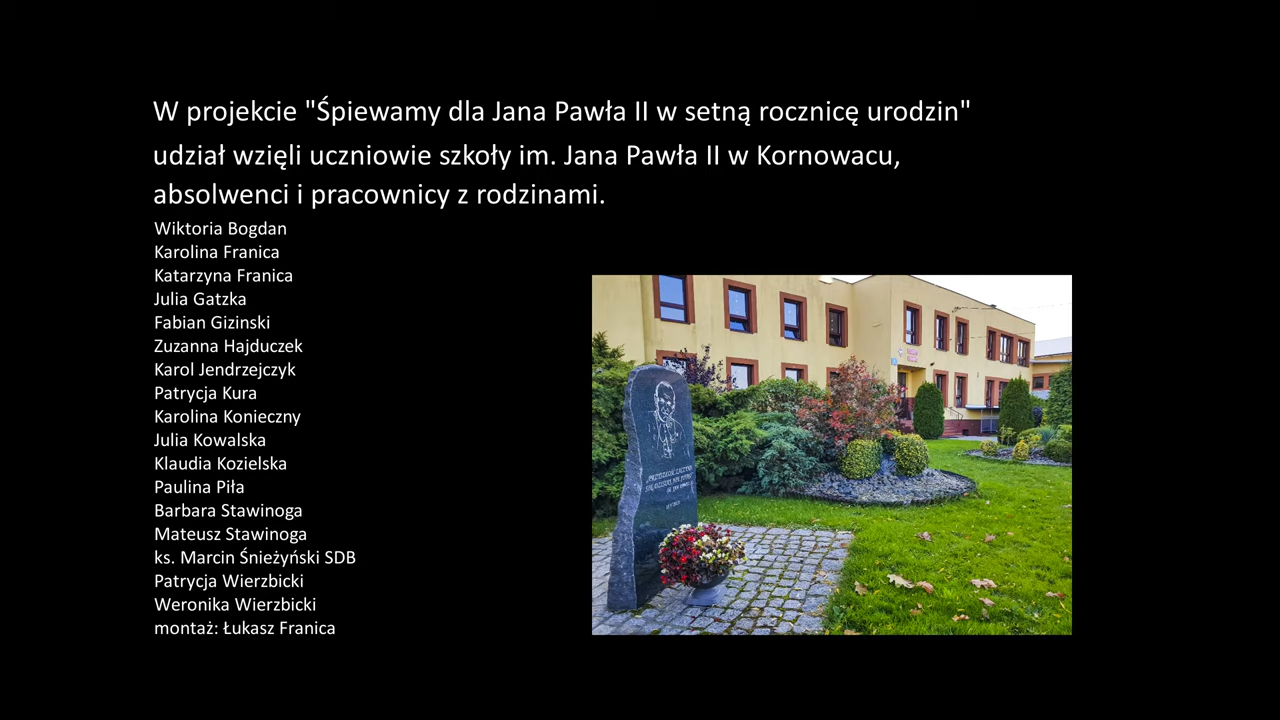 W projekcie "Śpiewamy dla Jana Pawła II w setną rocznicę urodzin"
udział wzięli uczniowie szkoły im. Jana Pawła II w Kornowacu,
absolwenci i pracownicy z rodzinami.
Wiktoria Bogdan
Karolina Franica
Katarzyna Franica
Julia Gatzka
Fabian Gizinski
Zuzanna Hajduczek
Karol Jendrzejczyk
Patrycja Kura
Karolina Konieczny
Julia Kowalska
Klaudia Kozielska
Paulina Piła
Barbara Stawinoga
Mateusz Stawinoga
ks. Marcin Śnieżyński SDB
Patrycja Wierzbicki
Weronika Wierzbicki
montaż: Łukasz Franica